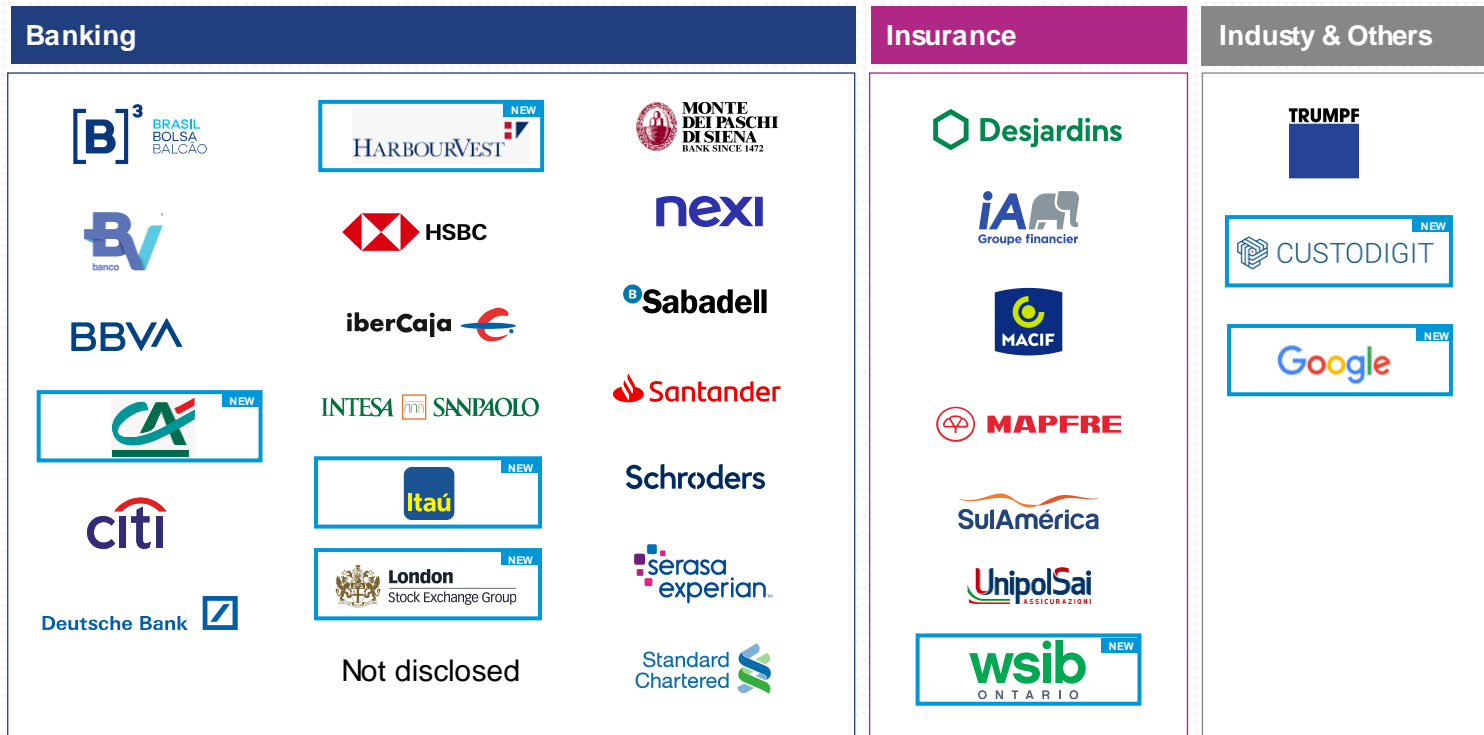 Banking
[B]³ BRASIL
BOLSA
BALCÃO
BV
banco
BBVA
NEW
CA
citi
Deutsche Bank
NEW
HARBOURVEST
HSBC
iberCaja
INTESA SANPAOLO
NEW
Itaú
NEW
London
Stock Exchange Group
Not disclosed
MONTE
DEI PASCHI
DI SIENA
BANK SINCE 1472
nexi
B Sabadell
Santander
Schroders
serasa
experian
Standard
Chartered
Insurance
Desjardins
iA
Groupe financier
MACIF
MAPFRE
SulAmérica
UnipolSai
ASSICURAZIONI
NEW
wsib
ONTARIO
Industy & Others
TRUMPF
NEW
CUSTODIGIT
NEW
Google